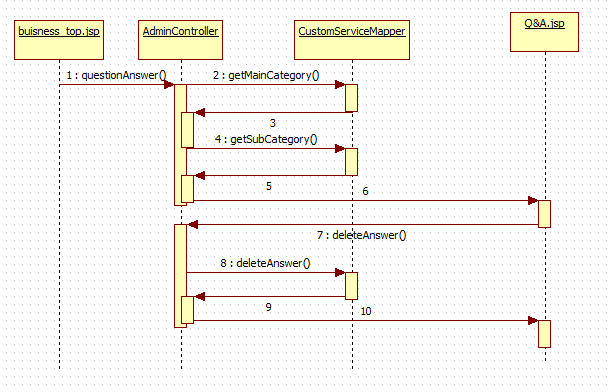 buisness_top.jsp
AdminController
CustomServiceMapper
Q&A.jsp
1 : questionAnswer()
2 : getMainCategory()
3
4 : getSubCategory()
5
6
7 : deleteAnswer()
8 : deleteAnswer()
9
10